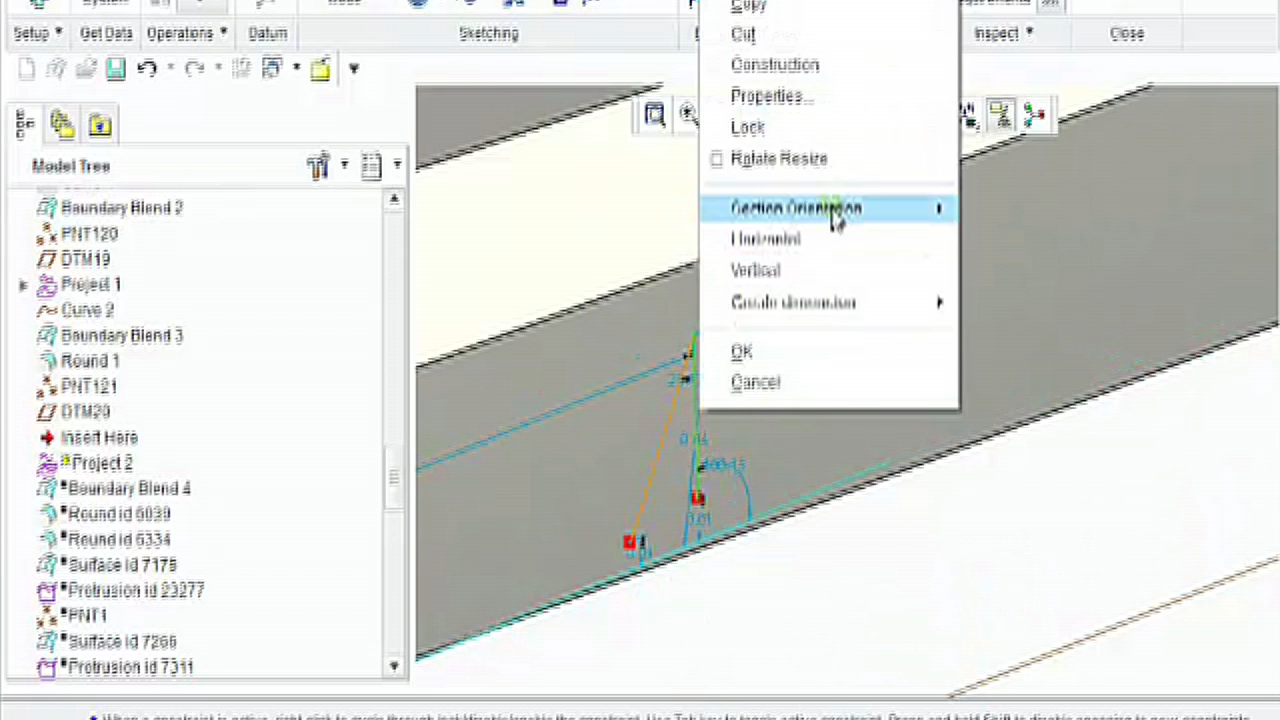 Copy
Setup Get Data Operations Datum Sketching Inspect Close
Cut
Construction
Properties...
Lock
Rotate Resize
Section Orientation
Horizontal
Vertical
Create dimension
OK
Cancel
Model Tree
Boundary Blend 2
PNT120
DTM19
Project 1
Curve 2
Boundary Blend 3
Round 1
PNT121
DTM20
Insert Here
Project 2
Boundary Blend 4
Round id 6039
Round id 6334
Surface id 7175
Protrusion id 23277
PNT1
Surface id 7266
Protrusion id 7311
0.01